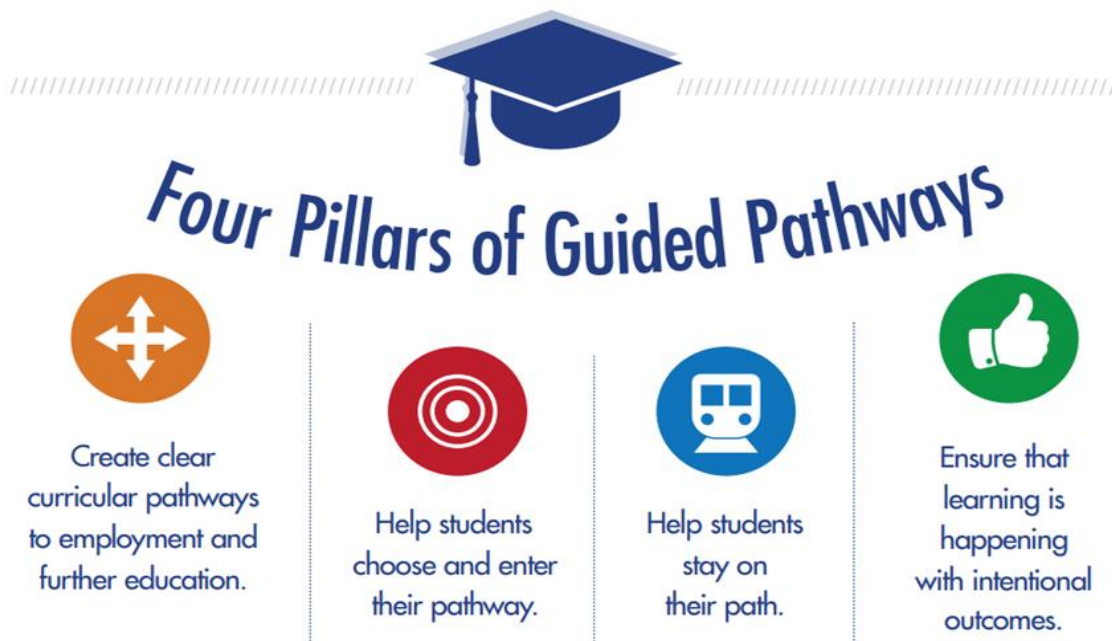 Four Pillars of Guided Pathways
Create clear
curricular pathways
to employment and
further education.
Help students
choose and enter
their pathway.
Help students
stay on
their path.
Ensure that
learning is
happening
with intentional
outcomes.